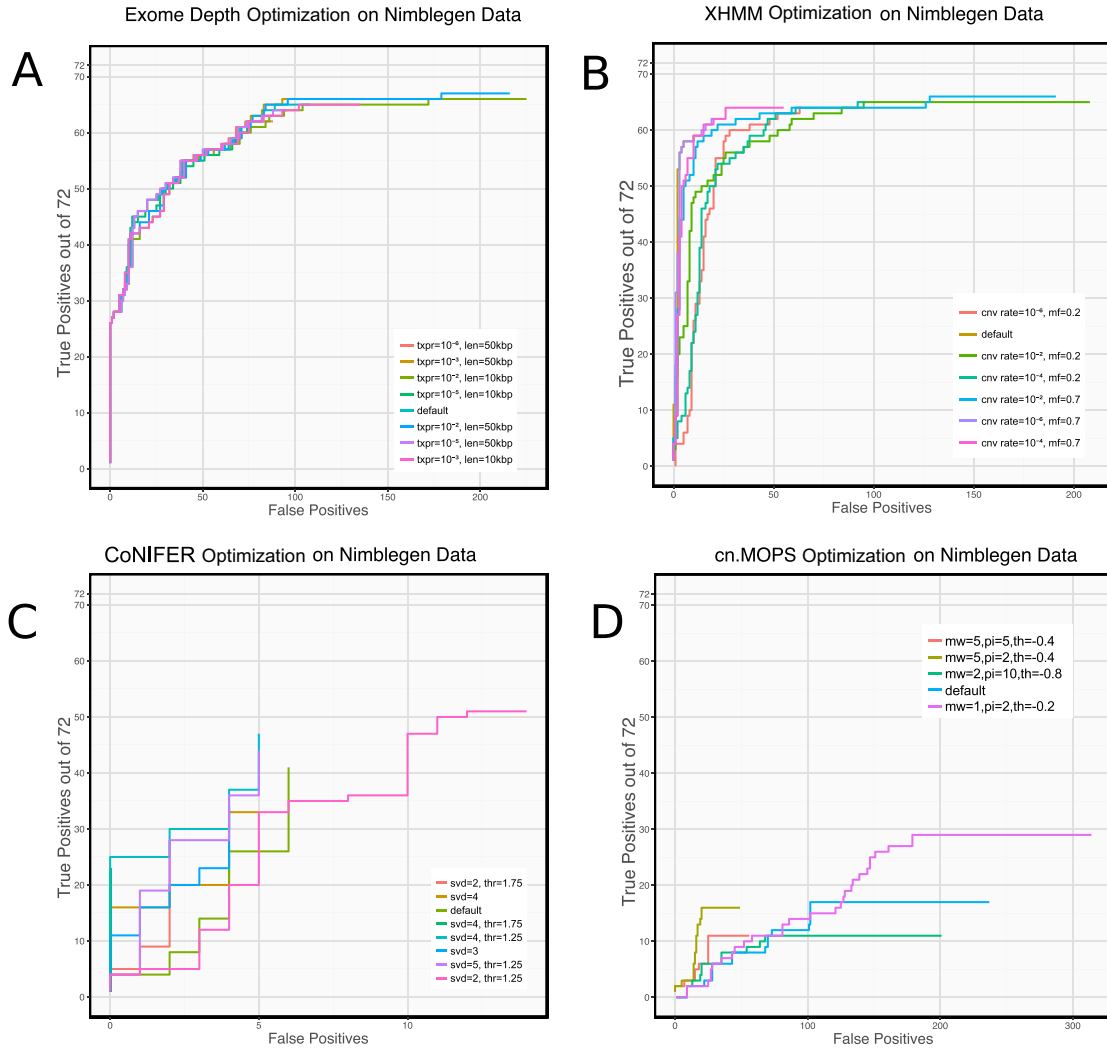 Exome Depth Optimization on Nimblegen Data
A
True Positives out of 72
72
70
60
50
40
30
20
10
0
txpr=10⁻⁶, len=50kbp
txpr=10⁻³, len=50kbp
txpr=10⁻², len=10kbp
txpr=10⁻⁵, len=10kbp
default
txpr=10⁻², len=50kbp
txpr=10⁻⁵, len=50kbp
txpr=10⁻³, len=10kbp
0 50 100 150 200
False Positives
XHMM Optimization on Nimblegen Data
B
True Positives out of 72
72
70
60
50
40
30
20
10
0
cnv rate=10⁻⁶, mf=0.2
default
cnv rate=10⁻², mf=0.2
cnv rate=10⁻⁴, mf=0.2
cnv rate=10⁻², mf=0.7
cnv rate=10⁻⁶, mf=0.7
cnv rate=10⁻⁴, mf=0.7
0 50 100 150 200
False Positives
CoNIFER Optimization on Nimblegen Data
C
True Positives out of 72
72
70
60
50
40
30
20
10
0
svd=2, thr=1.75
svd=4
default
svd=4, thr=1.75
svd=4, thr=1.25
svd=3
svd=5, thr=1.25
svd=2, thr=1.25
0 5 10
False Positives
cn.MOPS Optimization on Nimblegen Data
D
True Positives out of 72
72
70
60
50
40
30
20
10
0
mw=5,pi=5,th=-0.4
mw=5,pi=2,th=-0.4
mw=2,pi=10,th=-0.8
default
mw=1,pi=2,th=-0.2
0 100 200 300
False Positives